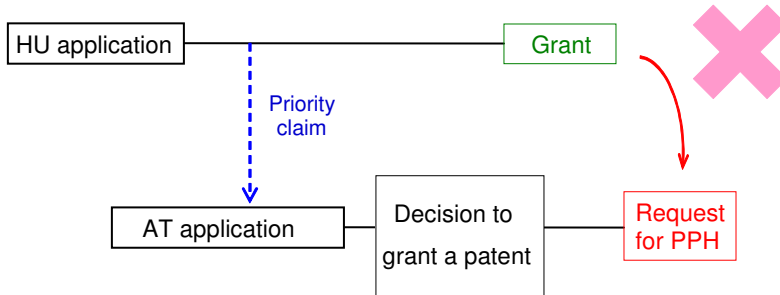 HU application
Grant
Priority
claim
AT application
Decision to
grant a patent
Request
for PPH